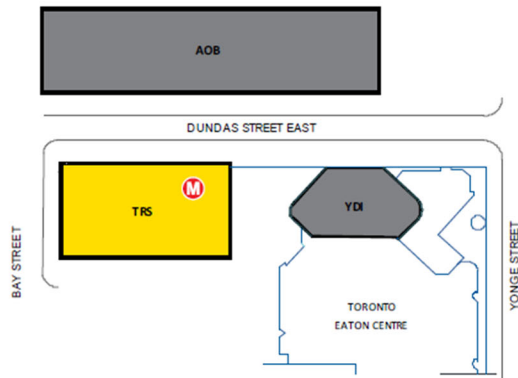 AOB
DUNDAS STREET EAST
M
TRS
YDI
BAY STREET
YONGE STREET
TORONTO
EATON CENTRE